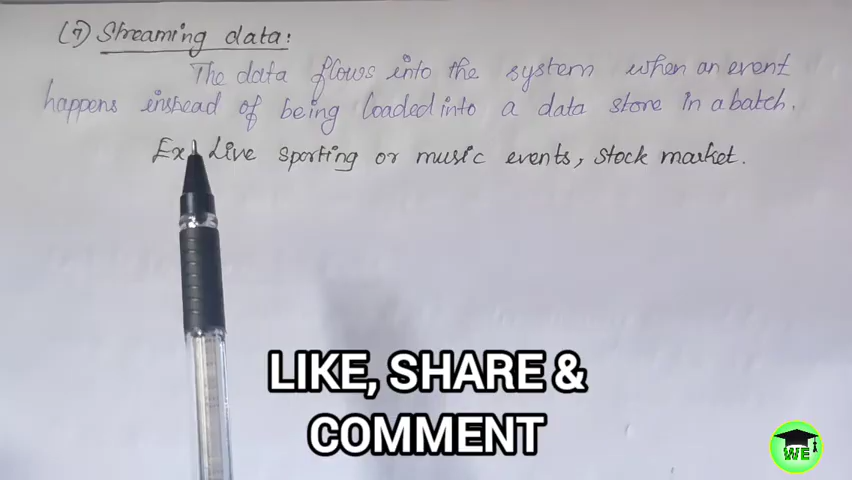 (7) Streaming data:
The data flows into the system when an event
happens instead of being loaded into a data store in a batch.
Ex: Live sporting or music events, Stock market.
LIKE, SHARE &
COMMENT
WE